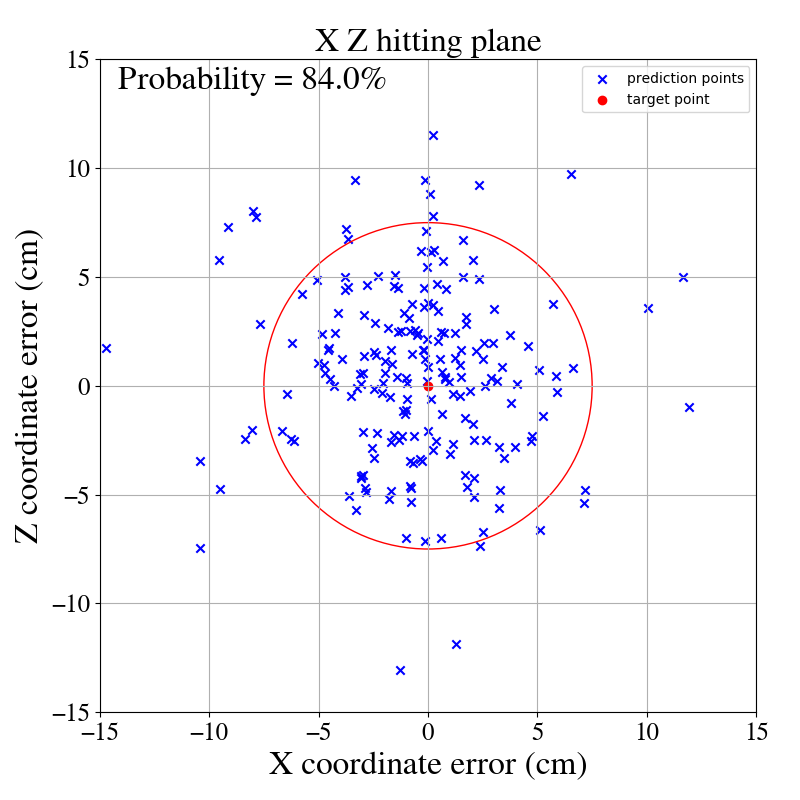 X Z hitting plane
Probability = 84.0%
prediction points
target point
15
10
5
0
−5
−10
−15
Z coordinate error (cm)
−15 −10 −5 0 5 10 15
X coordinate error (cm)